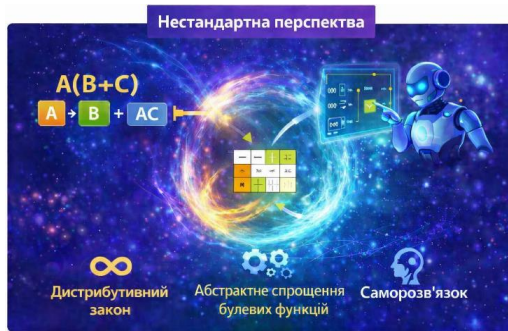 Нестандартна перспектва
A(B+C)
A → B + AC
Дистрибутивний
закон
Абстрактне спрощення
булевих функцій
Саморозв'язок